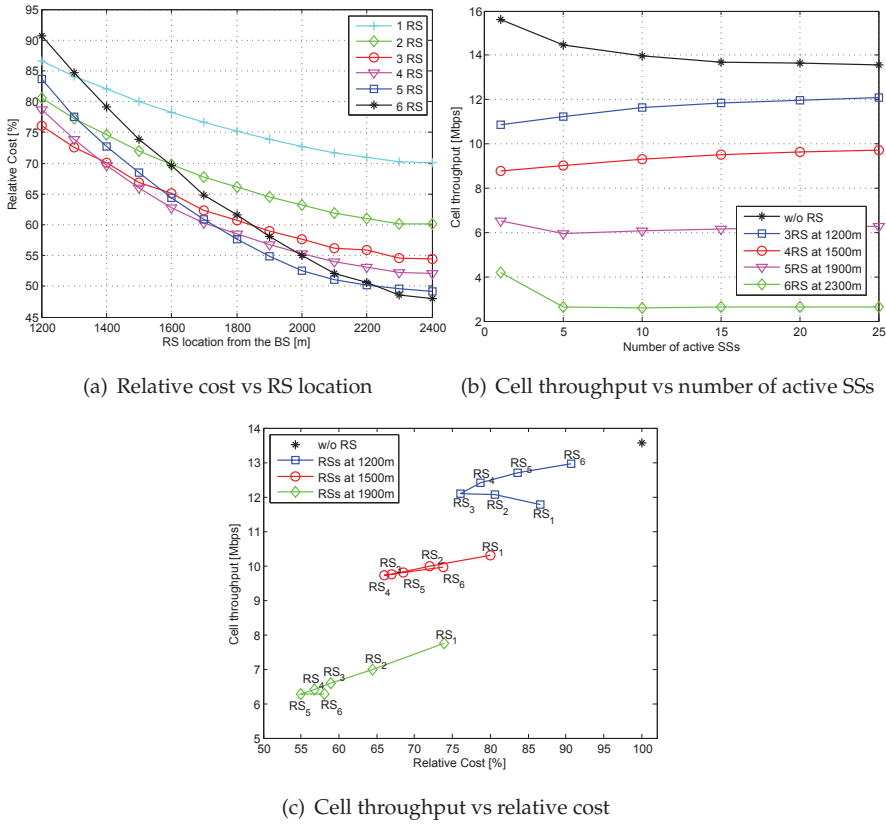 95
90
85
80
75
70
65
60
55
50
45
Relative Cost [%]
1200 1400 1600 1800 2000 2200 2400
RS location from the BS [m]
1 RS
2 RS
3 RS
4 RS
5 RS
6 RS
(a) Relative cost vs RS location
16
14
12
10
8
6
4
2
Cell throughput [Mbps]
0 5 10 15 20 25
Number of active SSs
w/o RS
3RS at 1200m
4RS at 1500m
5RS at 1900m
6RS at 2300m
(b) Cell throughput vs number of active SSs
14
13
12
11
10
9
8
7
6
5
Cell throughput [Mbps]
50 55 60 65 70 75 80 85 90 95 100
Relative Cost [%]
w/o RS
RSs at 1200m
RSs at 1500m
RSs at 1900m
RS4 RS5 RS6
RS3 RS2 RS1
RS3 RS2 RS1
RS4 RS5 RS6
RS4 RS3 RS2 RS1
RS5 RS6
(c) Cell throughput vs relative cost